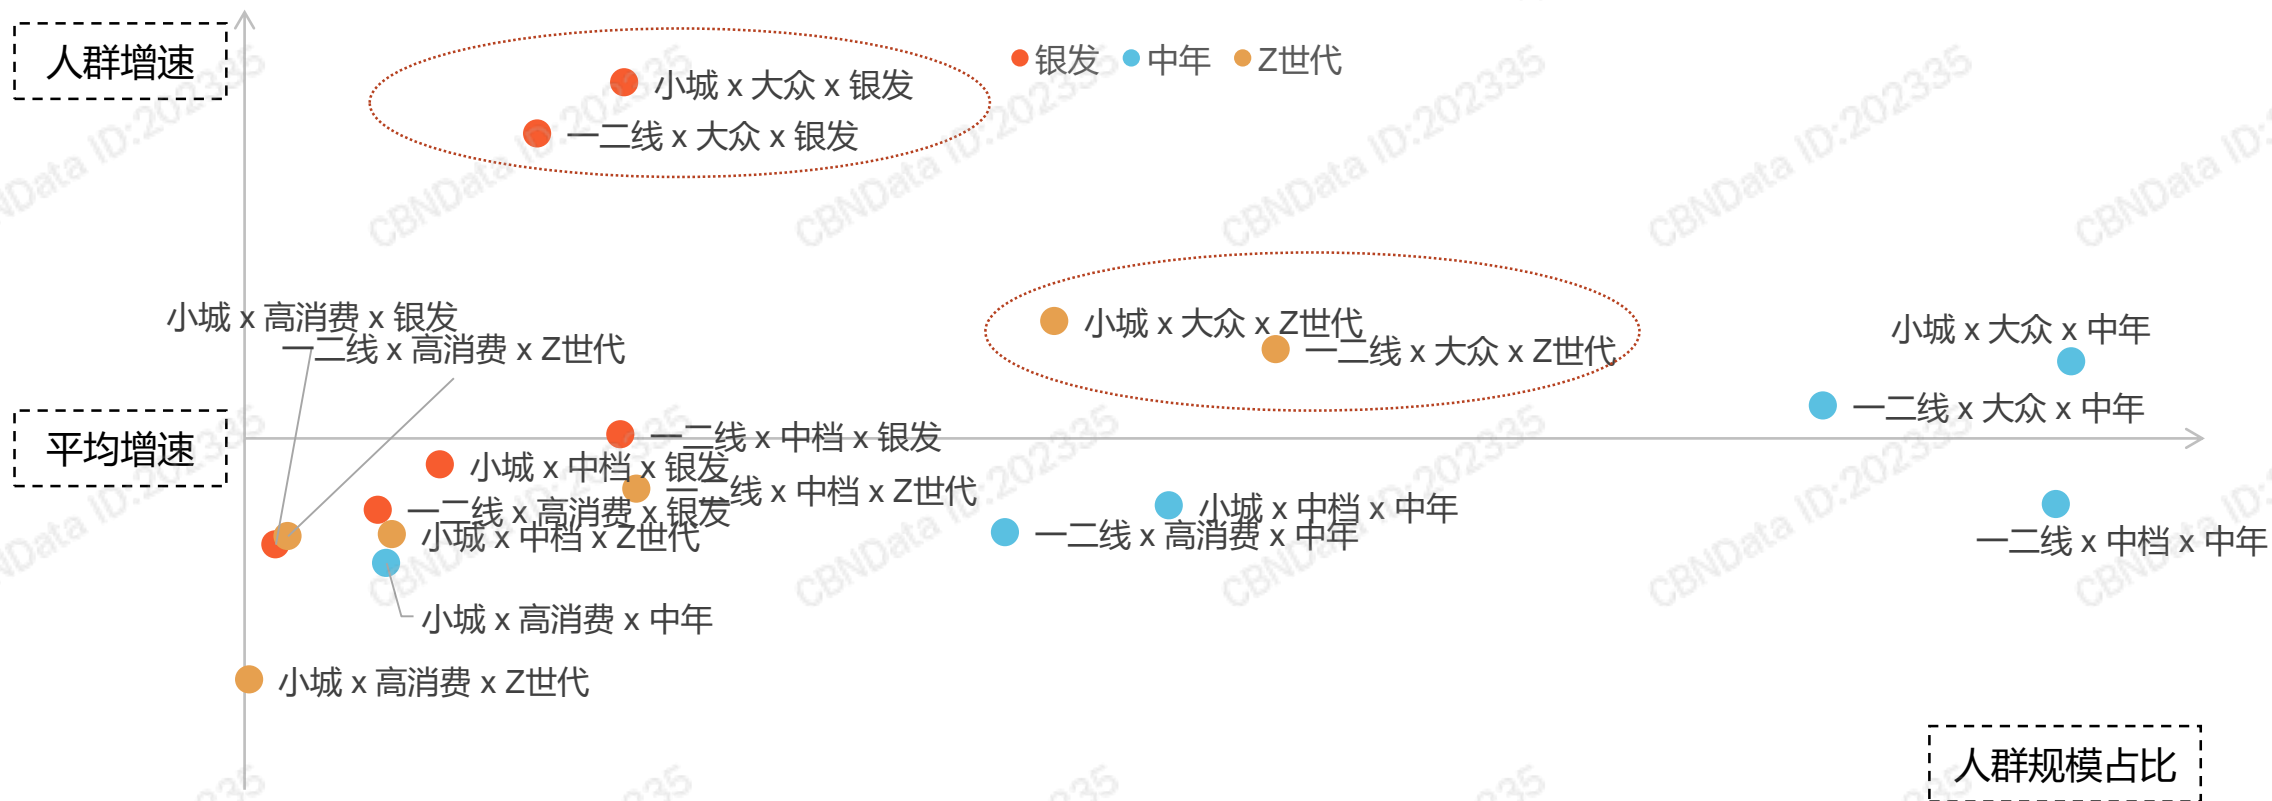 人群增速
银发 中年 Z世代
小城 x 大众 x 银发
一二线 x 大众 x 银发
小城 x 高消费 x 银发
一二线 x 高消费 x Z世代
小城 x 大众 x Z世代
一二线 x 大众 x Z世代
小城 x 大众 x 中年
一二线 x 大众 x 中年
平均增速
一二线 x 中档 x 银发
小城 x 中档 x 银发
一二线 x 中档 x Z世代
一二线 x 高消费 x 银发
小城 x 中档 x Z世代
小城 x 中档 x 中年
一二线 x 高消费 x 中年
一二线 x 中档 x 中年
小城 x 高消费 x 中年
小城 x 高消费 x Z世代
人群规模占比
CBNData ID:202335